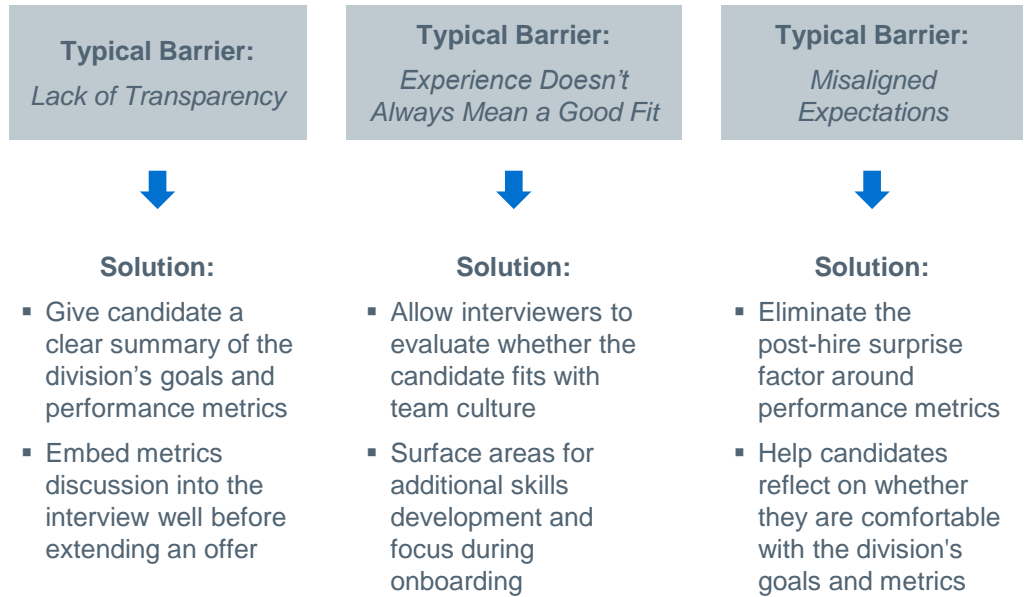 Typical Barrier:
Lack of Transparency
Typical Barrier:
Experience Doesn’t
Always Mean a Good Fit
Typical Barrier:
Misaligned
Expectations
Solution:
▪ Give candidate a
clear summary of the
division’s goals and
performance metrics
▪ Embed metrics
discussion into the
interview well before
extending an offer
Solution:
▪ Allow interviewers to
evaluate whether the
candidate fits with
team culture
▪ Surface areas for
additional skills
development and
focus during
onboarding
Solution:
▪ Eliminate the
post-hire surprise
factor around
performance metrics
▪ Help candidates
reflect on whether
they are comfortable
with the division's
goals and metrics